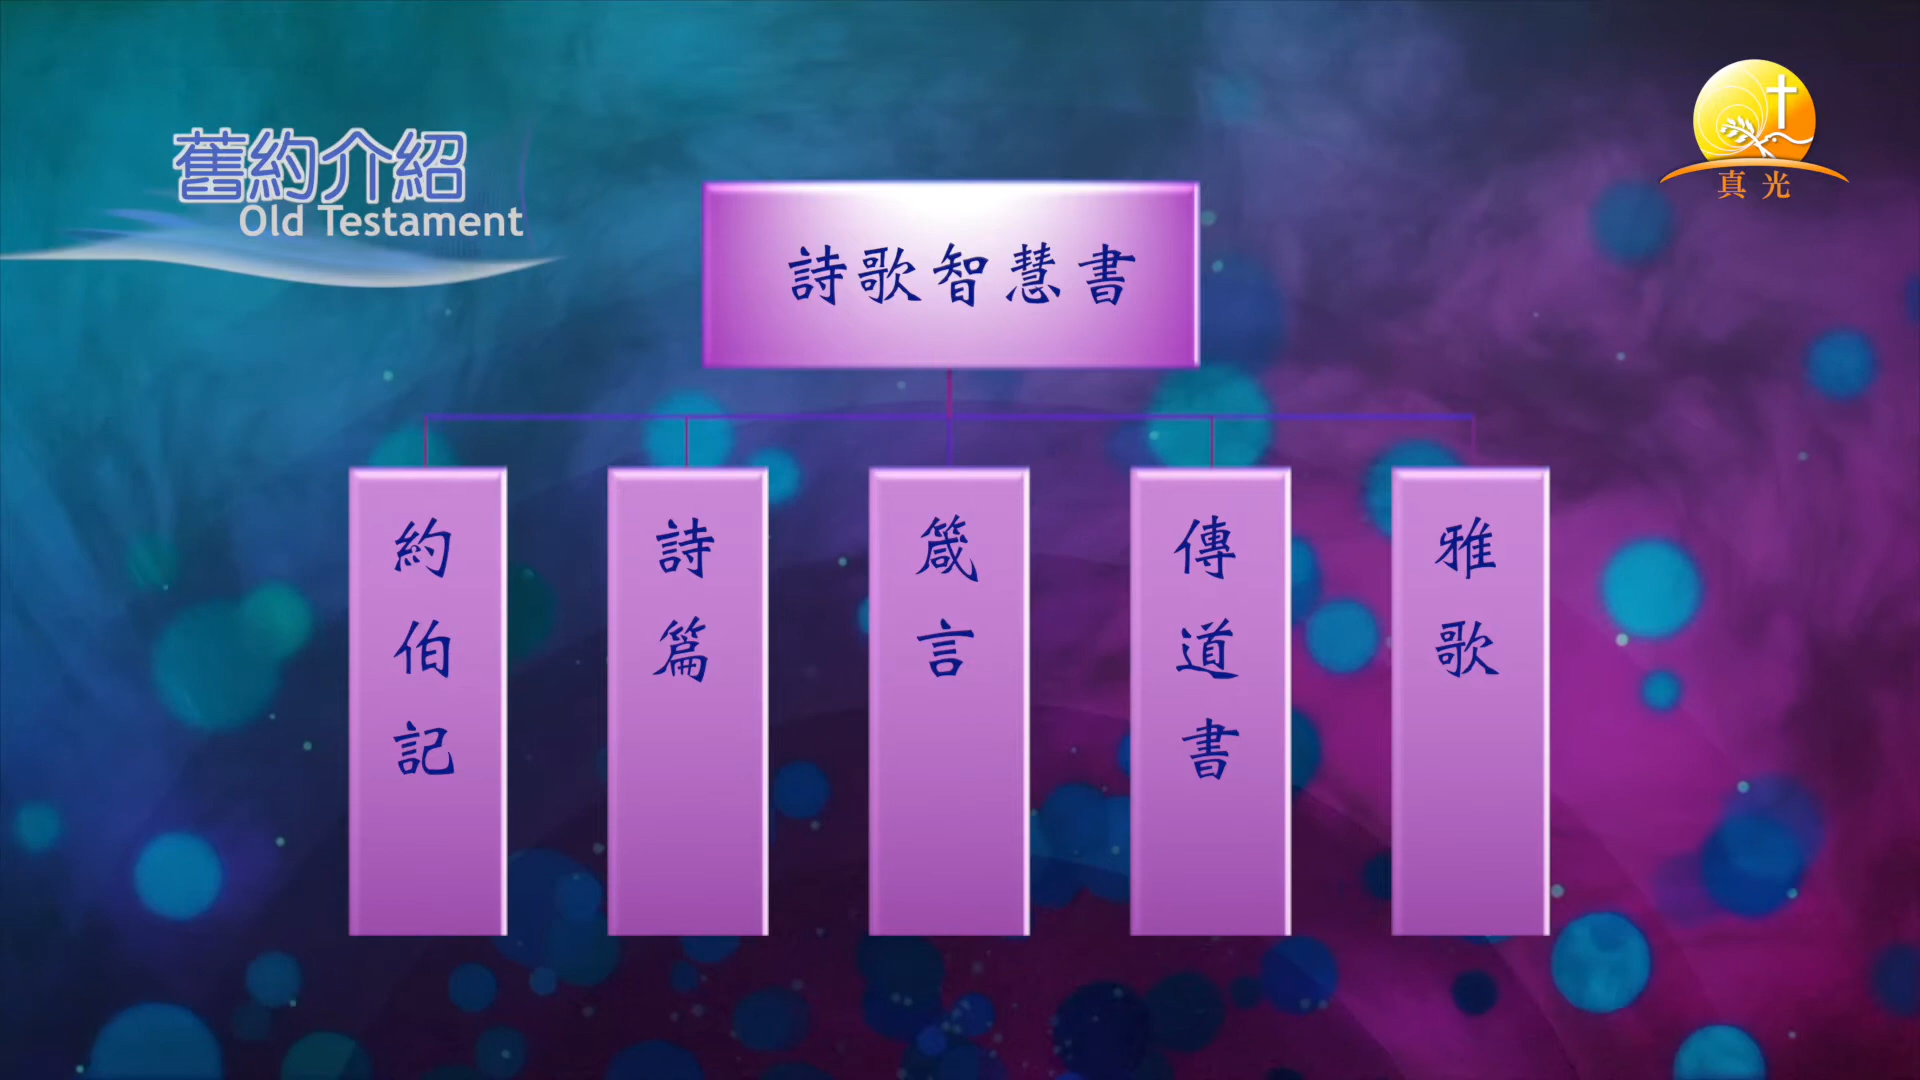 舊約介紹
Old Testament
真光
詩歌智慧書
約伯記
詩篇
箴言
傳道書
雅歌